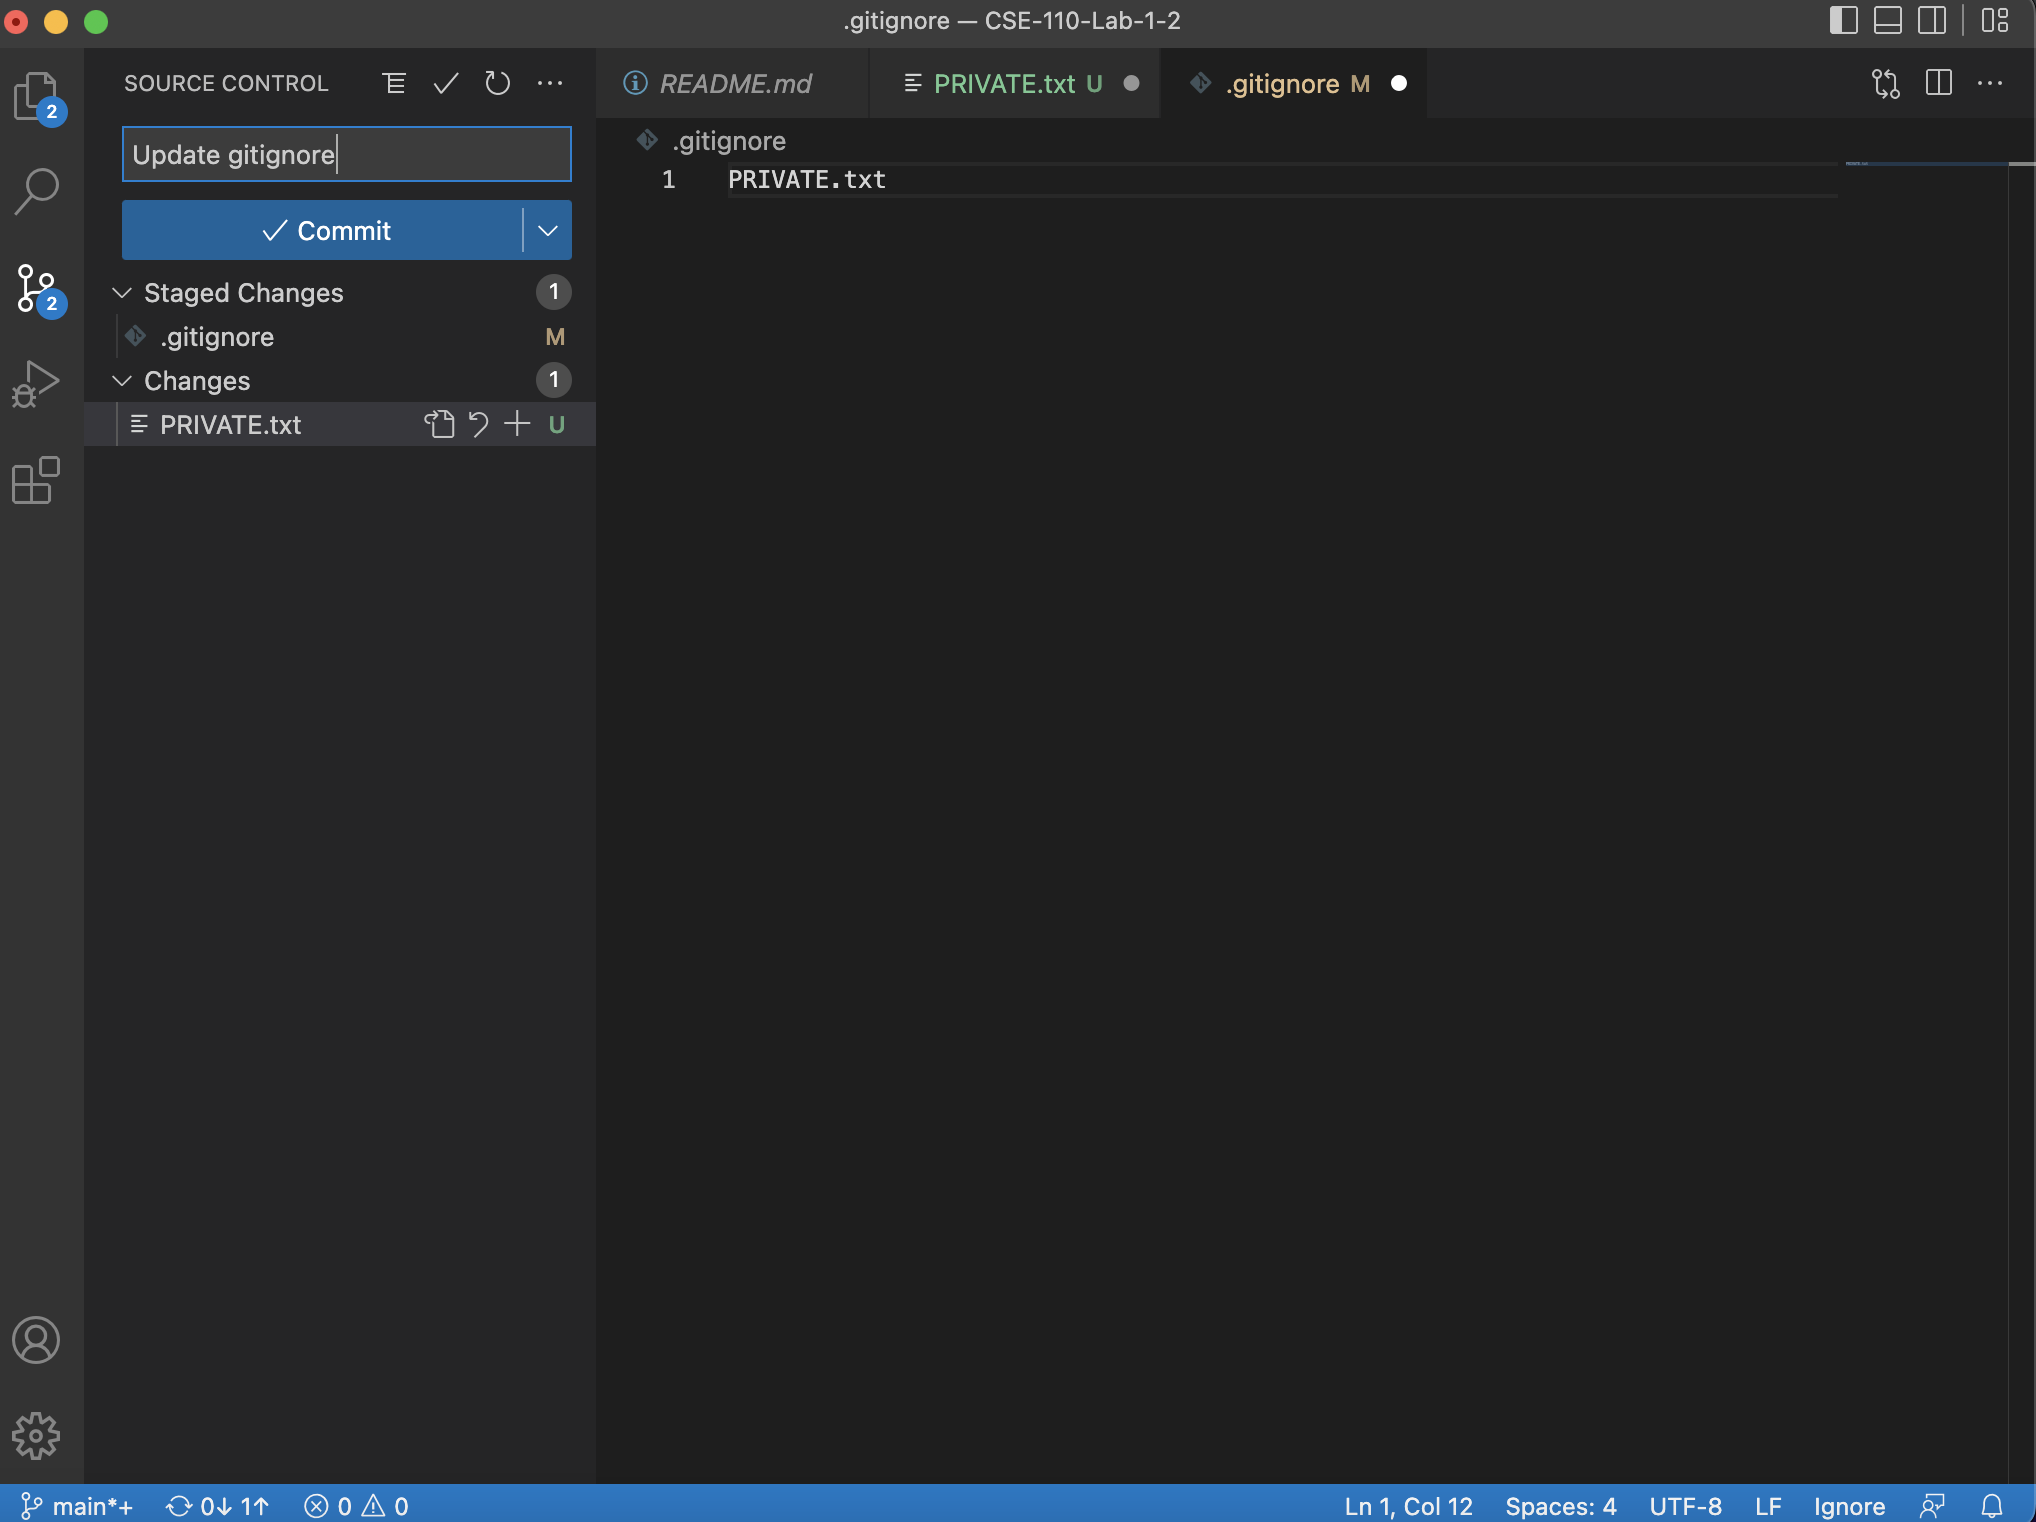 .gitignore — CSE-110-Lab-1-2
SOURCE CONTROL
README.md
PRIVATE.txt U
.gitignore M
2
Update gitignore
.gitignore
1 PRIVATE.txt
Commit
Staged Changes 1
2
.gitignore M
Changes 1
PRIVATE.txt U
main*+ 0↓ 1↑ 0 0
Ln 1, Col 12 Spaces: 4 UTF-8 LF Ignore